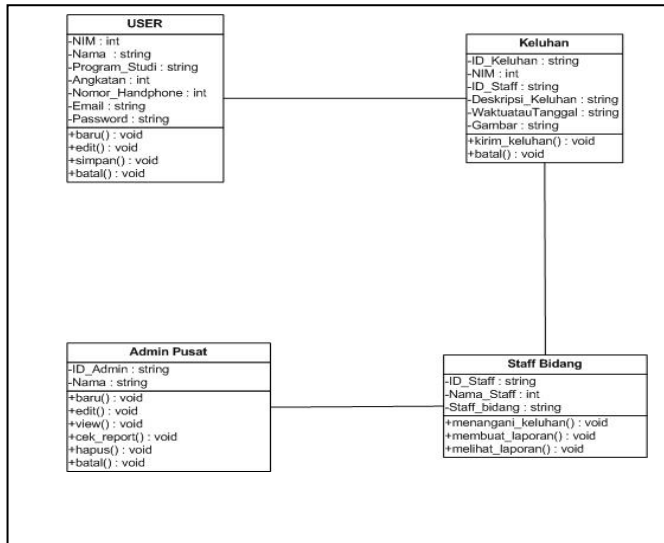 USER
-NIM : int
-Nama : string
-Program_Studi : string
-Angkatan : int
-Nomor_Handphone : int
-Email : string
-Password : string
+baru() : void
+edit() : void
+simpan() : void
+batal() : void
Keluhan
-ID_Keluhan : string
-NIM : int
-ID_Staff : string
-Deskripsi_Keluhan : string
-WaktuatauTanggal : string
-Gambar : string
+kirim_keluhan() : void
+batal() : void
Admin Pusat
-ID_Admin : string
-Nama : string
+baru() : void
+edit() : void
+view() : void
+cek_report() : void
+hapus() : void
+batal() : void
Staff Bidang
-ID_Staff : string
-Nama_Staff : int
-Staff_bidang : string
+menangani_keluhan() : void
+membuat_laporan() : void
+melihat_laporan() : void